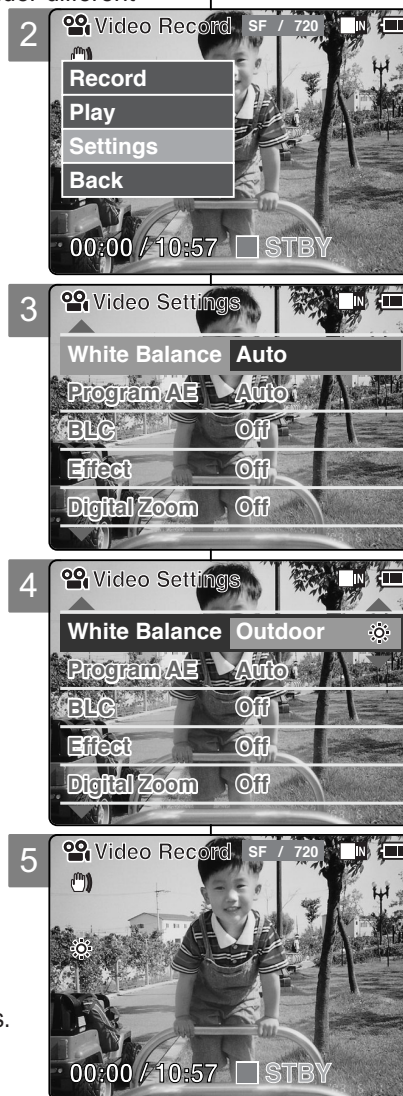 der different
2
Video Record SF / 720 IN
Record
Play
Settings
Back
00:00 / 10:57 STBY
3
Video Settings IN
White Balance Auto
Program AE Auto
BLC Off
Effect Off
Digital Zoom Off
4
Video Settings IN
White Balance Outdoor
Program AE Auto
BLC Off
Effect Off
Digital Zoom Off
5
Video Record SF / 720 IN
s.
00:00 / 10:57 STBY